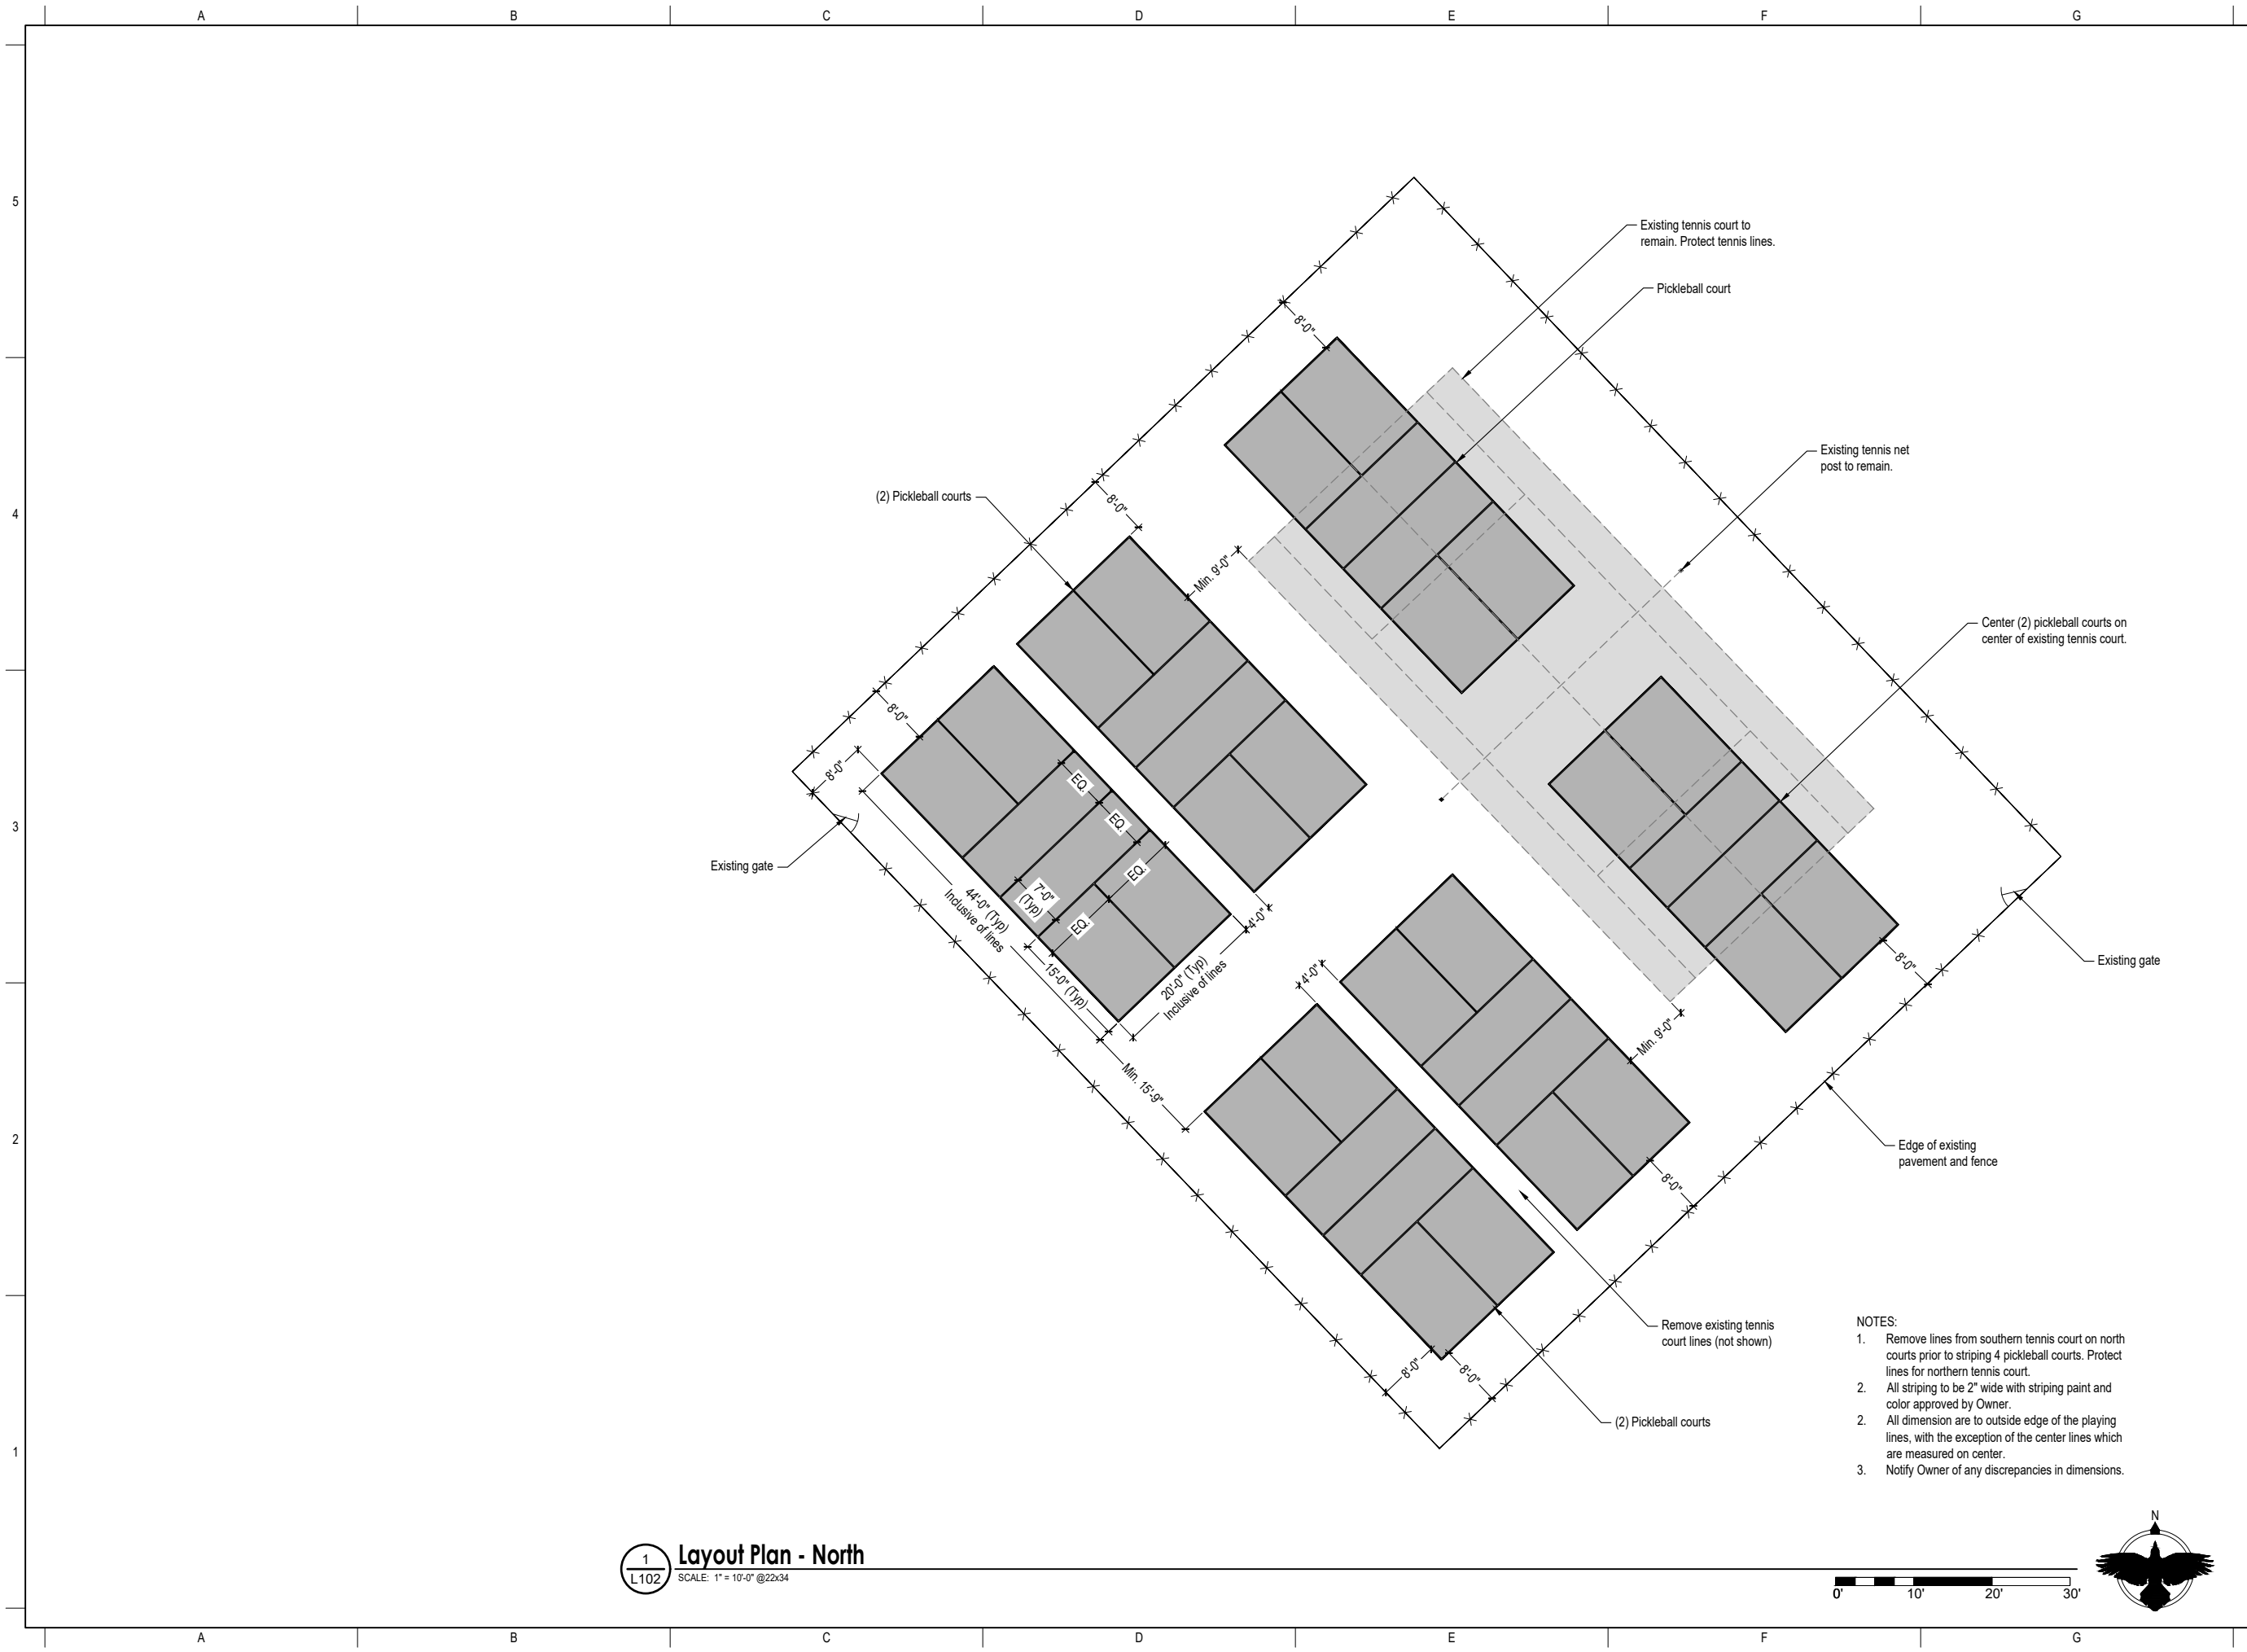 A B C D E F G
5
Existing tennis court to
remain. Protect tennis lines.
Pickleball court
8'-0"
Existing tennis net
post to remain.
4
(2) Pickleball courts
8'-0"
Min. 9'-0"
Center (2) pickleball courts on
center of existing tennis court.
8'-0"
8'-0"
EQ.
EQ.
3
Existing gate
EQ.
7'-0"
(Typ)
44'-0" (Typ)
Inclusive of lines
EQ.
4'-0"
Existing gate
8'-0"
15'-0" (Typ)
20'-0" (Typ)
Inclusive of lines
4'-0"
Min. 9'-0"
Min. 15'-9"
2
Edge of existing
pavement and fence
8'-0"
Remove existing tennis
court lines (not shown)
8'-0"
8'-0"
(2) Pickleball courts
1
NOTES:
1. Remove lines from southern tennis court on north
courts prior to striping 4 pickleball courts. Protect
lines for northern tennis court.
2. All striping to be 2" wide with striping paint and
color approved by Owner.
2. All dimension are to outside edge of the playing
lines, with the exception of the center lines which
are measured on center.
3. Notify Owner of any discrepancies in dimensions.
N
1
L102
Layout Plan - North
SCALE: 1" = 10'-0" @22x34
0' 10' 20' 30'
A B C D E F G